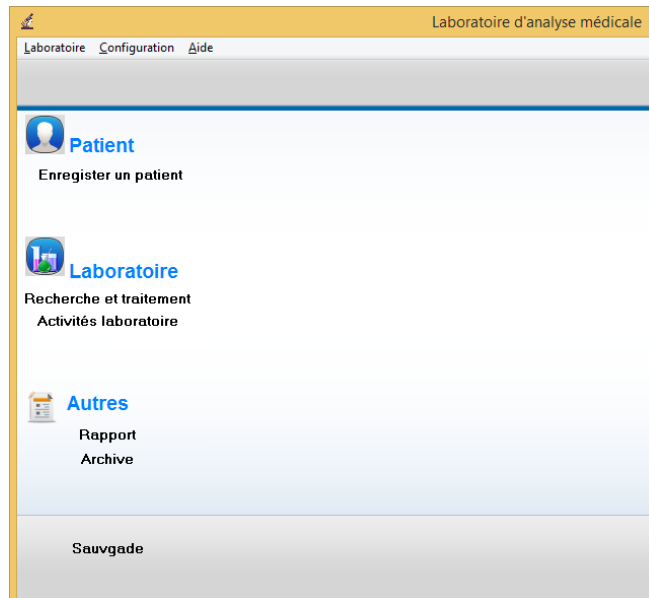 Laboratoire d'analyse médicale
Laboratoire Configuration Aide
Patient
Enregister un patient
Laboratoire
Recherche et traitement
Activités laboratoire
Autres
Rapport
Archive
Sauvgade